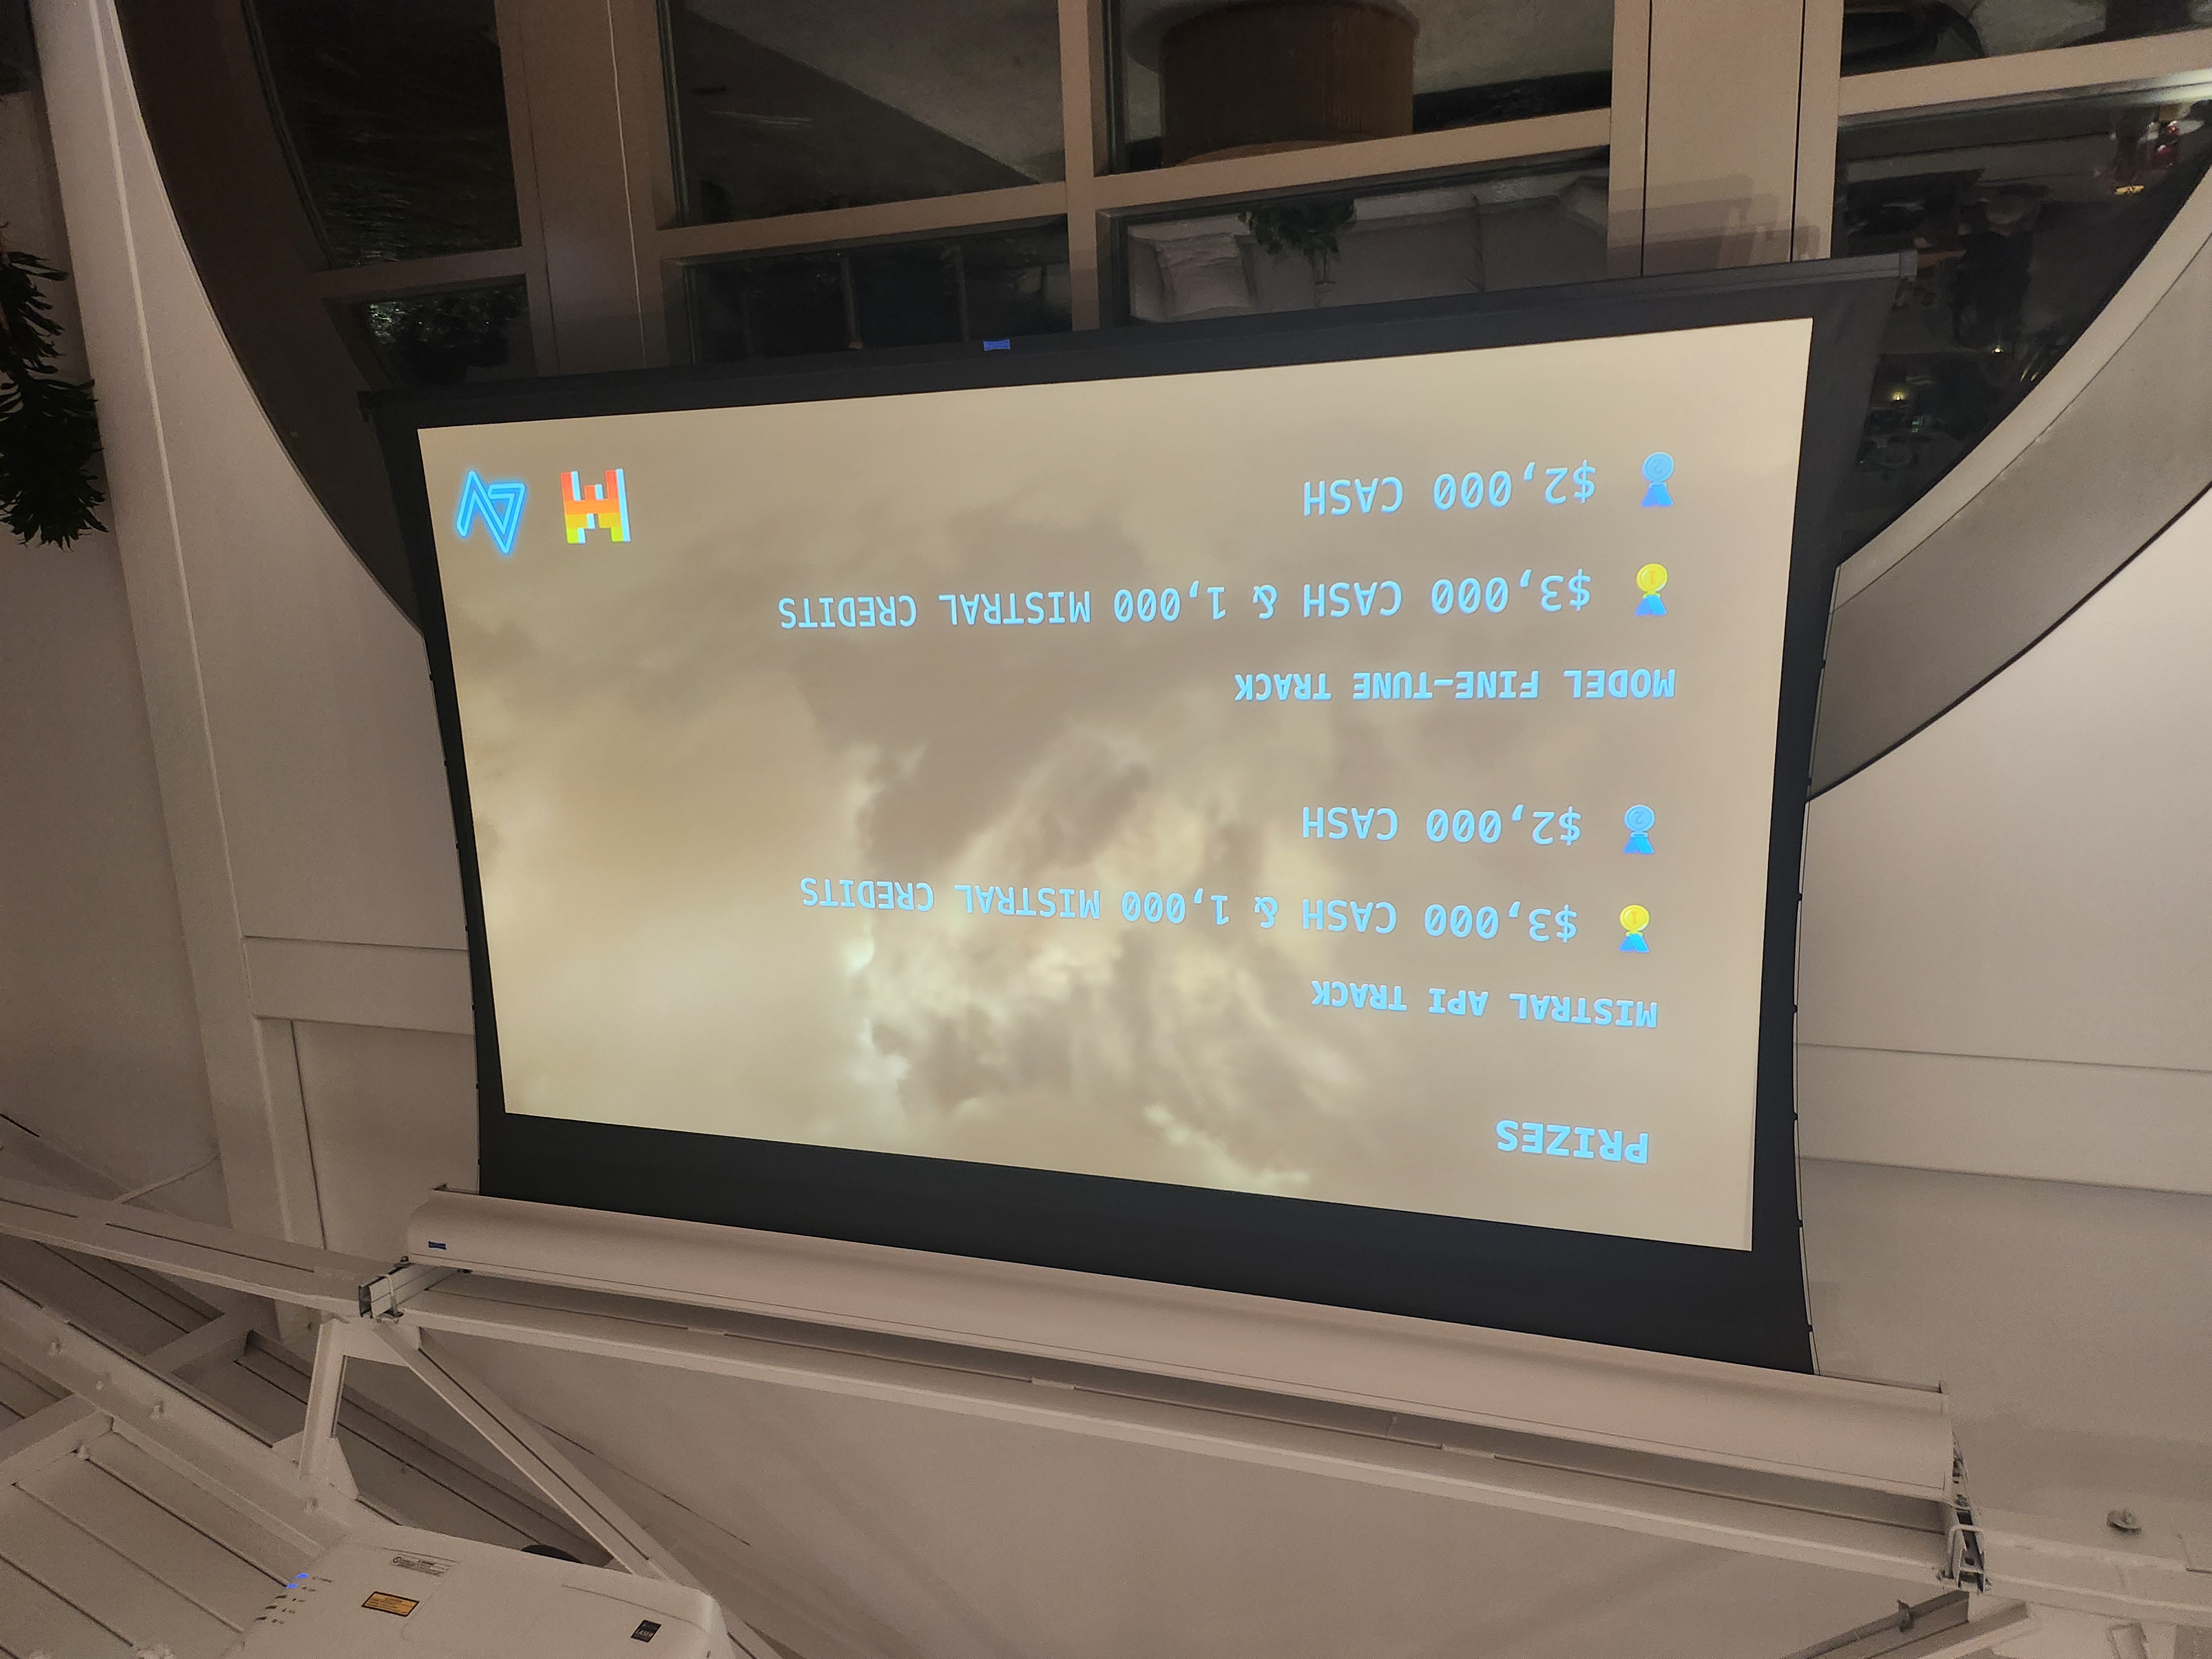 PRIZES
MISTRAL API TRACK
🥇 $3,000 CASH & 1,000 MISTRAL CREDITS
🥈 $2,000 CASH
MODEL FINE-TUNE TRACK
🥇 $3,000 CASH & 1,000 MISTRAL CREDITS
🥈 $2,000 CASH